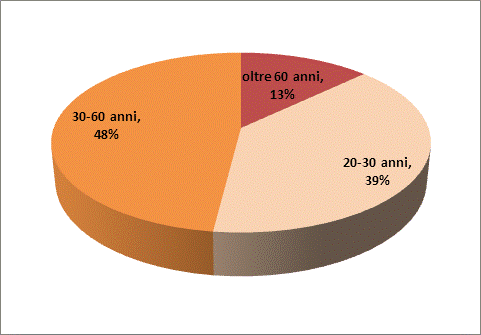 oltre 60 anni,
13%
30-60 anni,
48%
20-30 anni,
39%